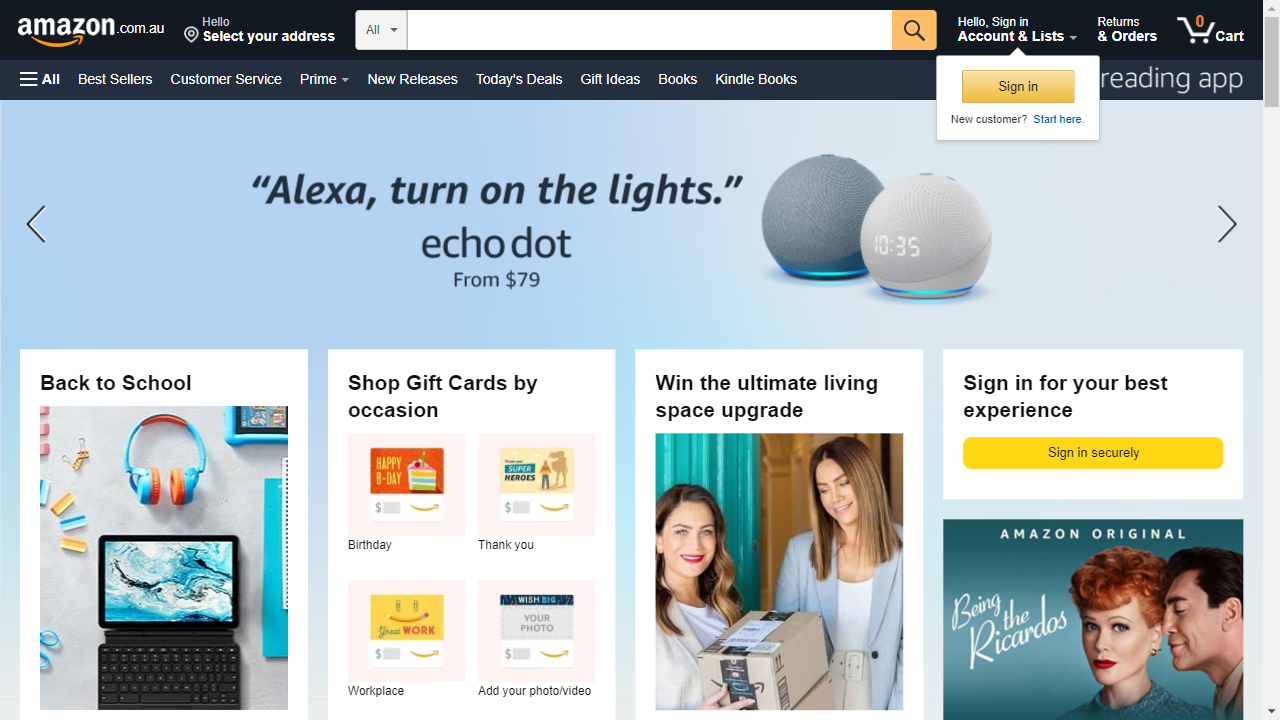 amazon.com.au
Hello
Select your address
All
Hello, Sign in
Account & Lists
Returns
& Orders
0
Cart
All
Best Sellers
Customer Service
Prime
New Releases
Today's Deals
Gift Ideas
Books
Kindle Books
reading app
Sign in
New customer? Start here.
“Alexa, turn on the lights.”
echo dot
From $79
10:35
Back to School
Shop Gift Cards by
occasion
HAPPY
B-DAY
$
Birthday
Thank you
SUPER
HEROES
$
Thank you
Great WORK
$
Workplace
WISH BIG
YOUR
PHOTO
$
Add your photo/video
Win the ultimate living
space upgrade
Sign in for your best
experience
Sign in securely
AMAZON ORIGINAL
Being
the
Ricardos